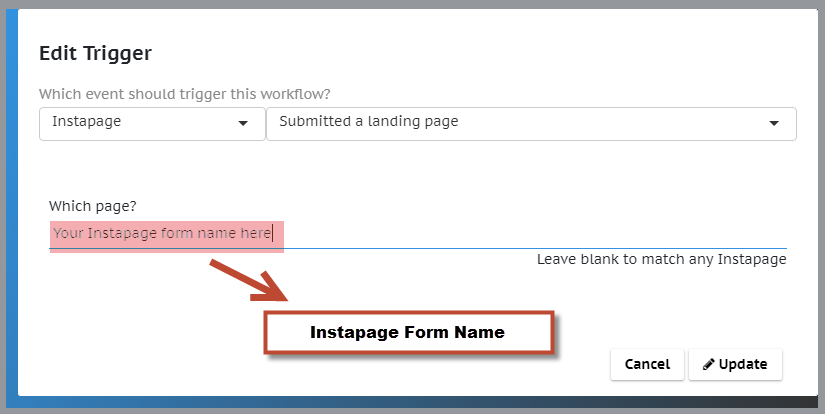 Edit Trigger
Which event should trigger this workflow?
Instapage Submitted a landing page
Which page?
Your Instapage form name here
Leave blank to match any Instapage
Instapage Form Name
Cancel Update